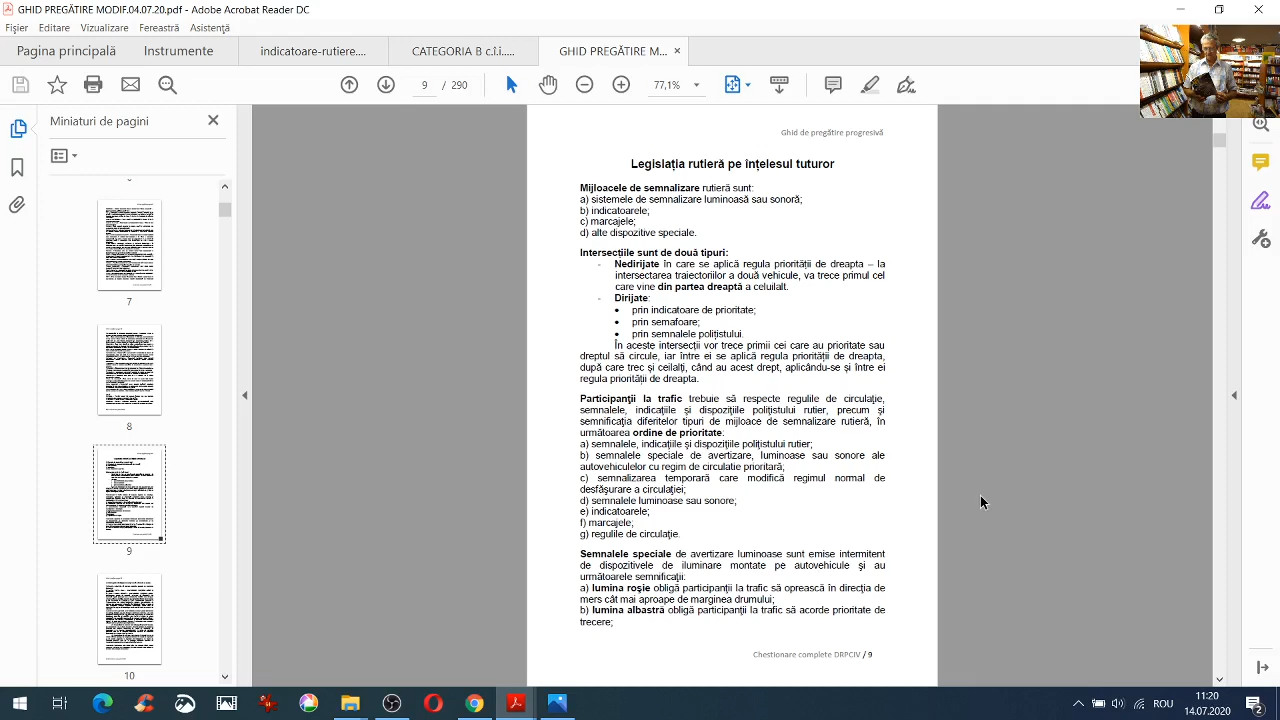 GHID PREGĂTIRE MODIF.04.07.20.pdf - Adobe Acrobat Reader DC
Fișier Editare Vizualizare Fereastră Asistență
Pagina principală Instrumente indicatoare-rutiere.... CATEGORIA B c.î.i.... GHID PREGĂTIRE M...
9 / 290 77,1%
Miniaturi de pagini
7
8
9
10
Ghid de pregătire progresivă
Legislația rutieră pe înțelesul tuturor
Mijloacele de semnalizare rutieră sunt:
a) sistemele de semnalizare luminoasă sau sonoră;
b) indicatoarele;
c) marcajele;
d) alte dispozitive speciale.
Intersecțiile sunt de două tipuri:
- Nedirijate în care se aplică regula priorității de dreapta – la
intersectarea traiectoriilor a două vehicule, va trece primul cel
care vine din partea dreaptă a celuilalt.
- Dirijate:
• prin indicatoare de prioritate;
• prin semafoare;
• prin semnalele polițistului.
În aceste intersecții vor trece primii cei care au prioritate sau
dreptul să circule, iar între ei se aplică regula priorității de dreapta,
după care trec și ceilalți, când au acest drept, aplicându-se și între ei
regula priorității de dreapta.
Participanții la trafic trebuie să respecte regulile de circulație,
semnalele, indicațiile și dispozițiile polițistului rutier, precum și
semnificația diferitelor tipuri de mijloace de semnalizare rutieră, în
următoarea ordine de prioritate:
a) semnalele, indicațiile și dispozițiile polițistului rutier;
b) semnalele speciale de avertizare, luminoase sau sonore ale
autovehiculelor cu regim de circulatie prioritară;
c) semnalizarea temporară care modifică regimul normal de
desfășurare a circulației;
d) semnalele luminoase sau sonore;
e) indicatoarele;
f) marcajele;
g) regulile de circulație.
Semnalele speciale de avertizare luminoase sunt emise intermitent
de dispozitivele de iluminare montate pe autovehicule și au
următoarele semnificații:
a) lumina roșie obligă participanții la trafic să oprească în direcția de
mers cât mai aproape de marginea drumului;
b) lumina albastră obligă participanții la trafic să acorde prioritate de
trecere;
Chestionare complete DRPCIV / 9
ROU
11:20
14.07.2020
2